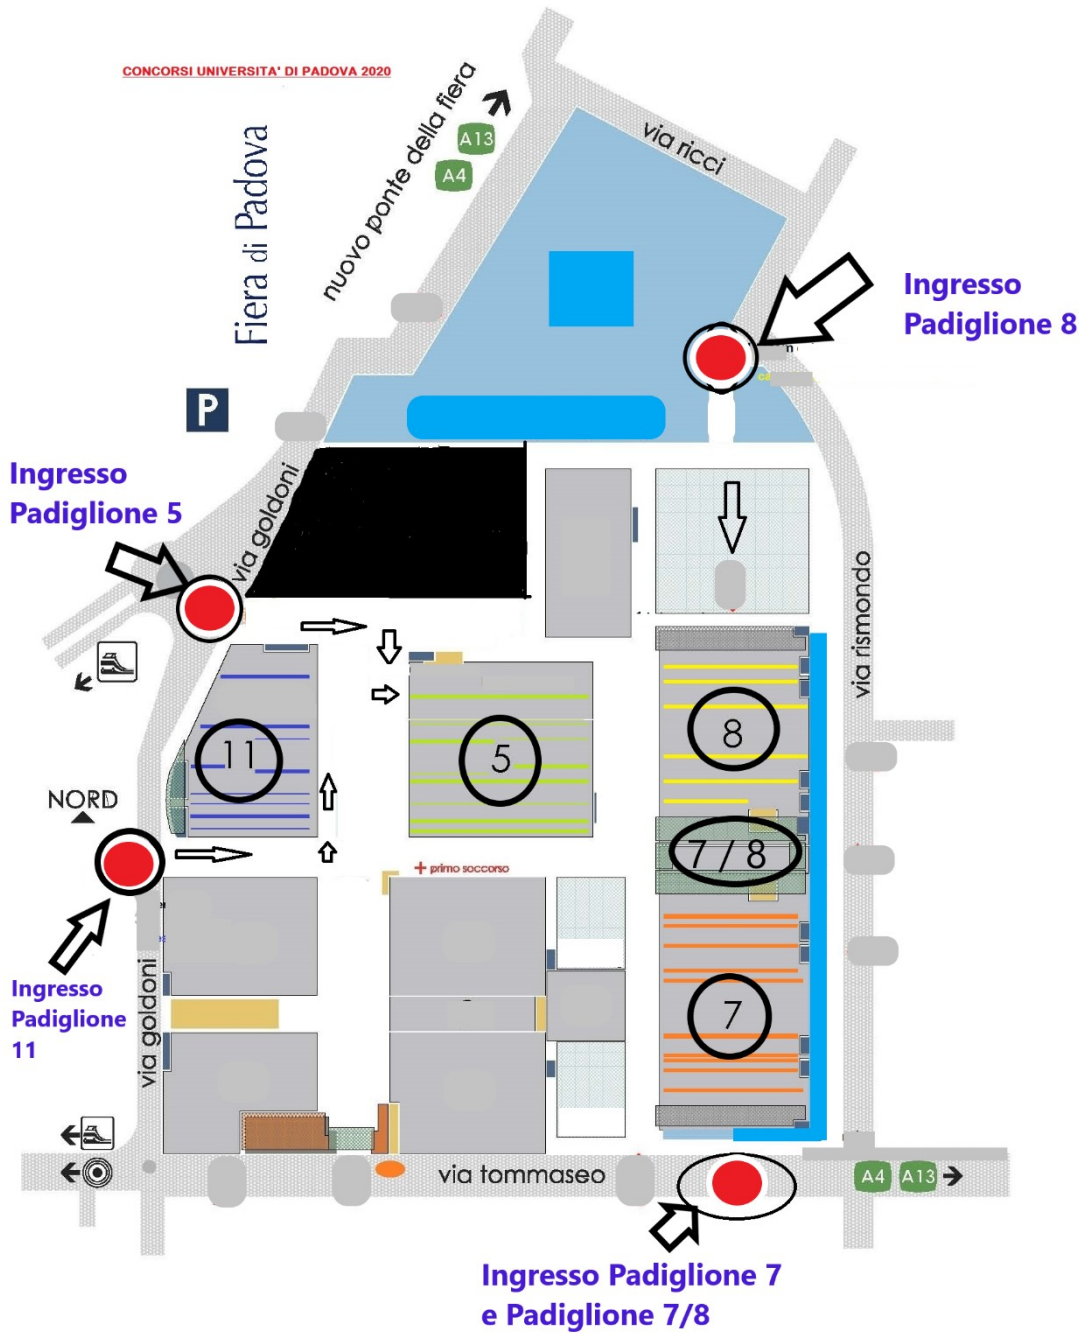 CONCORSI UNIVERSITA' DI PADOVA 2020
Fiera di Padova
nuovo ponte della fiera
A13
A4
via ricci
Ingresso
Padiglione 8
P
Ingresso
Padiglione 5
via goldoni
via rismondo
11
5
8
NORD
7 / 8
+ primo soccorso
Ingresso
Padiglione
11
via goldoni
7
via tommaseo
A4
A13
Ingresso Padiglione 7
e Padiglione 7/8